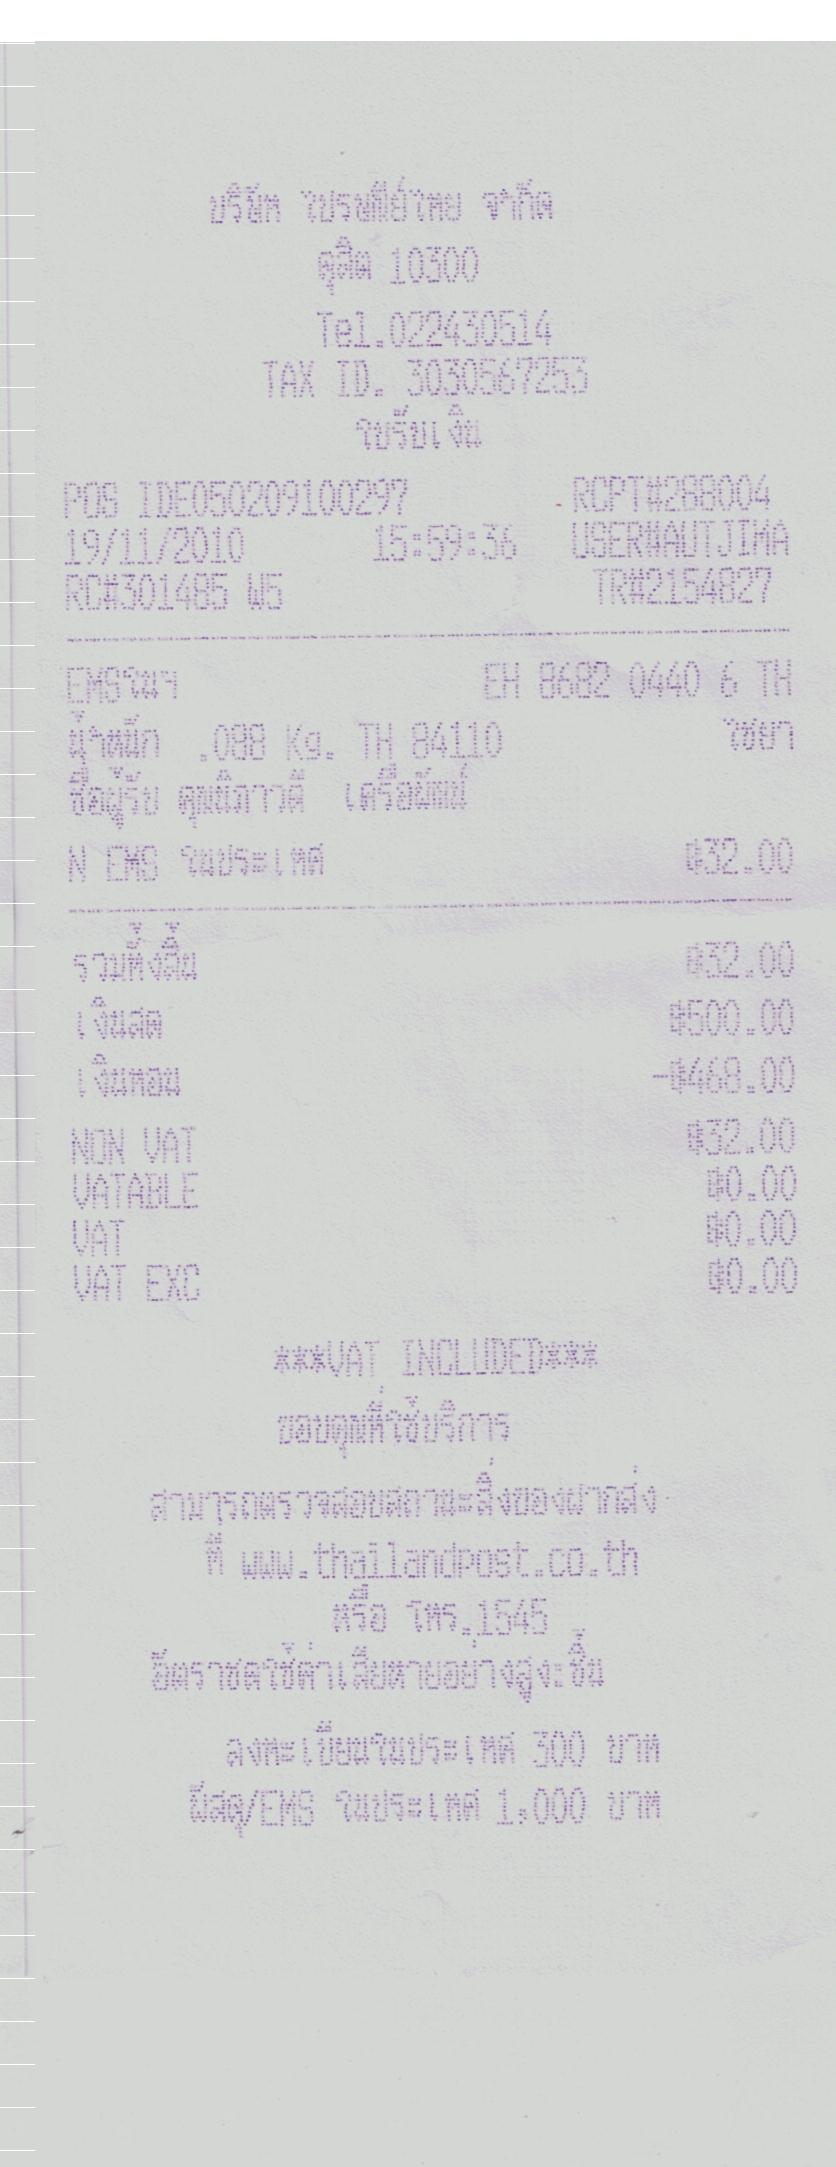 บริษัท ไปรษณีย์ไทย จำกัด
ดุสิต 10300
Tel.022430514
TAX ID. 3030567253
ใบรับเงิน
POS IDE050209100297 RCPT#288004
19/11/2010 15:59:36 USER#AUTJIMA
RC#301485 W5 TR#2154827
EMSในฯ EH 8682 0440 6 TH
น้ำหนัก .088 Kg. TH 84110 ไชยา
ชื่อผู้รับ คุณนิภาวดี
N EMS ในประเทศ ฿32.00
รวมทั้งสิ้น ฿32.00
เงินสด ฿500.00
เงินทอน -฿468.00
NON VAT ฿32.00
VATABLE ฿0.00
VAT ฿0.00
VAT EXC ฿0.00
***VAT INCLUDED***
ขอบคุณที่ใช้บริการ
สามารถตรวจสอบสถานะสิ่งของฝากส่ง
ที่ www.thailandpost.co.th
หรือ โทร.1545
อัตราชดใช้ค่าเสียหายอย่างสูงะชิ้น
ลงทะเบียนในประเทศ 300 บาท
พัสดุ/EMS ในประเทศ 1,000 บาท